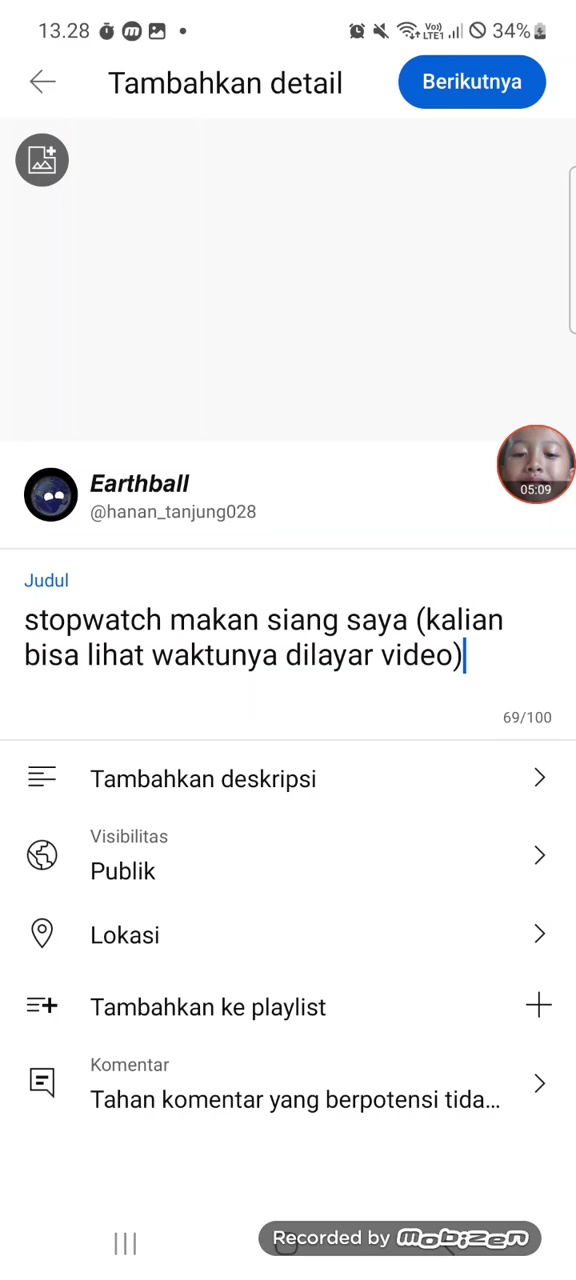 13.28
Vo)) LTE1 34%
Tambahkan detail
Berikutnya
05:09
Earthball
@hanan_tanjung028
Judul
stopwatch makan siang saya (kalian
bisa lihat waktunya dilayar video)
69/100
Tambahkan deskripsi
Visibilitas
Publik
Lokasi
Tambahkan ke playlist
Komentar
Tahan komentar yang berpotensi tida...
Recorded by mobizen